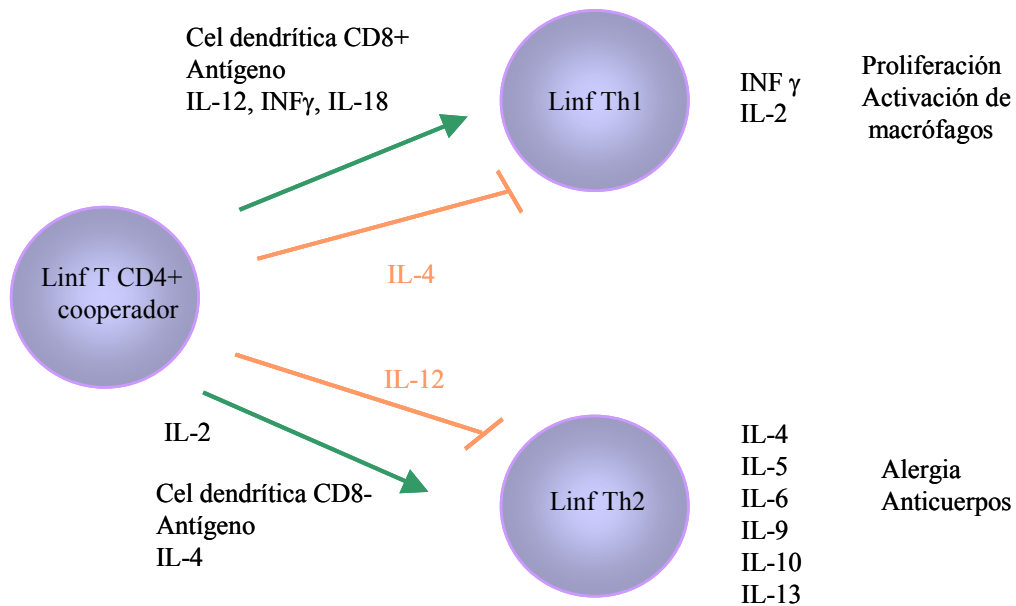 Cel dendrítica CD8+
Antígeno
IL-12, INFγ, IL-18
Linf Th1
INF γ
IL-2
Proliferación
Activación de
macrófagos
IL-4
Linf T CD4+
cooperador
IL-12
IL-2
Cel dendrítica CD8-
Antígeno
IL-4
Linf Th2
IL-4
IL-5
IL-6
IL-9
IL-10
IL-13
Alergia
Anticuerpos